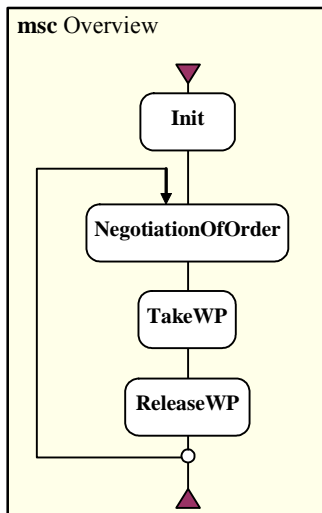 msc Overview
Init
NegotiationOfOrder
TakeWP
ReleaseWP